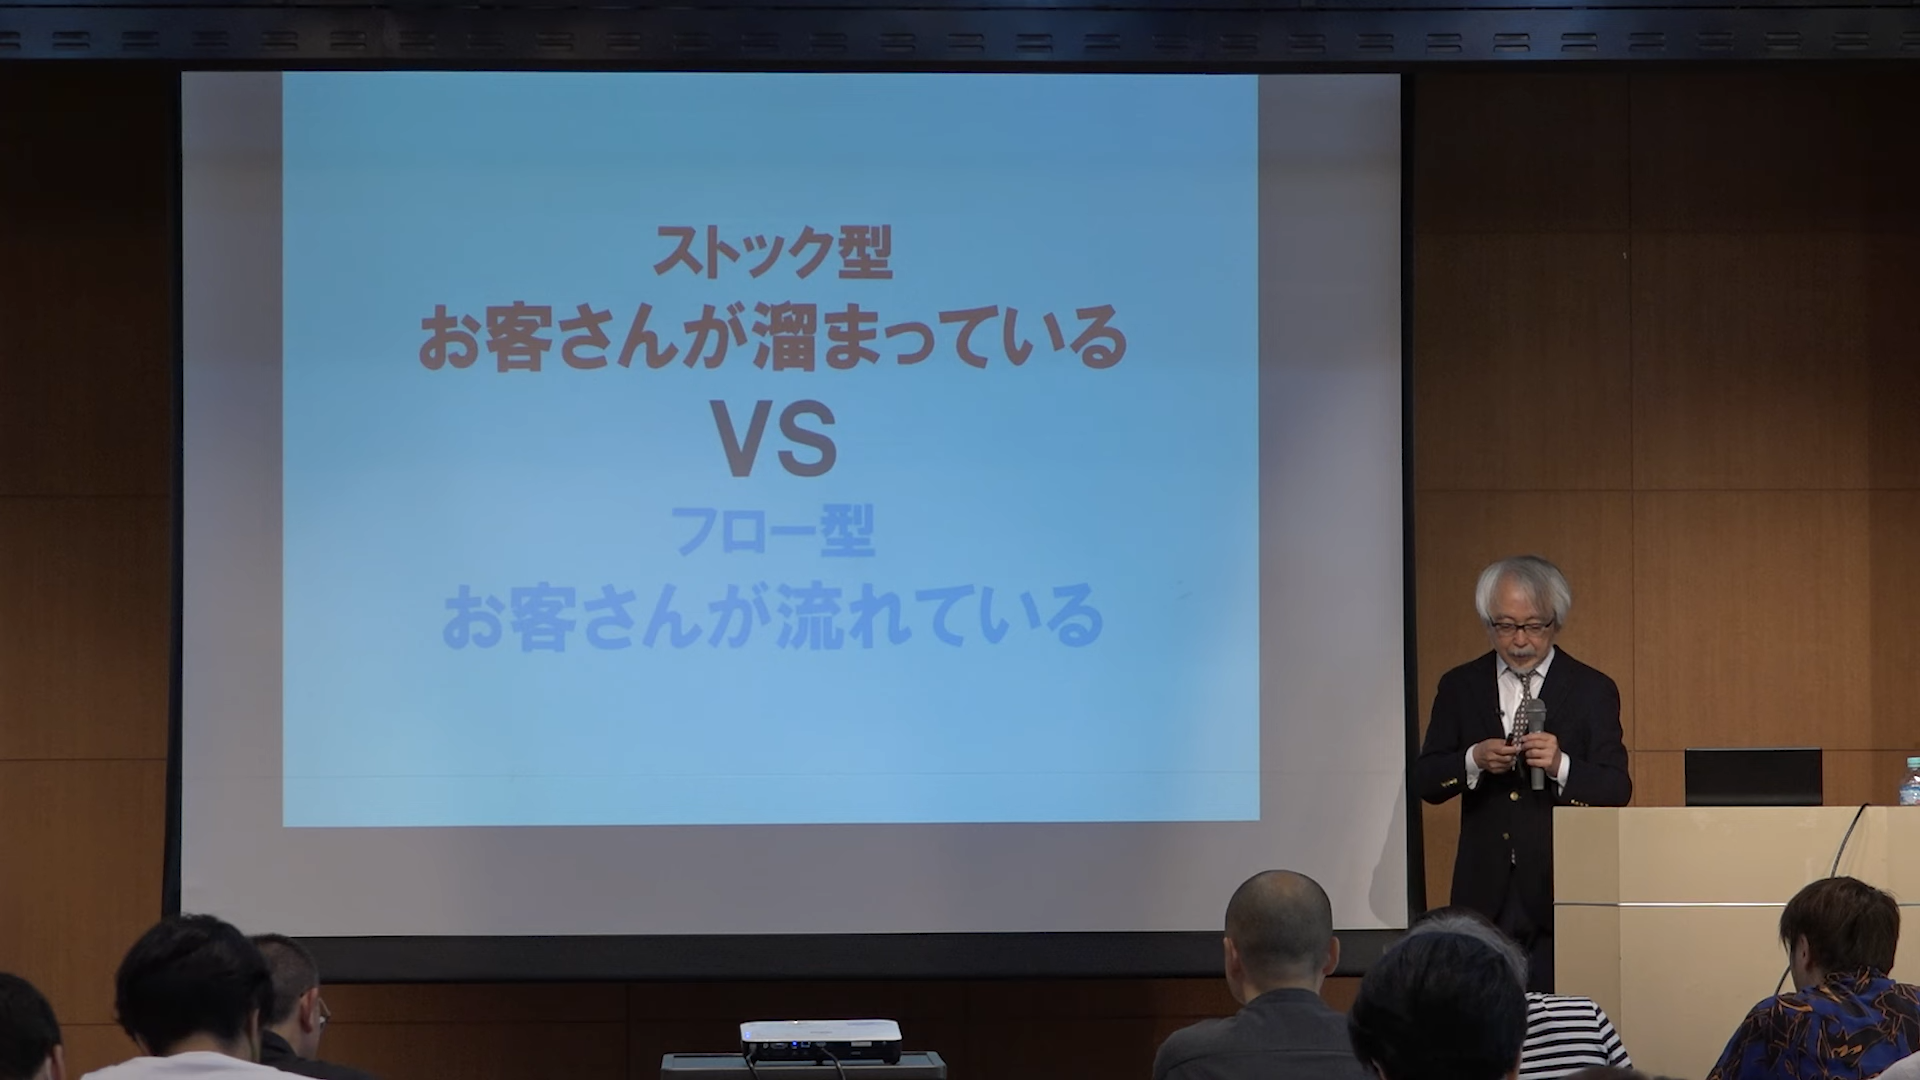 ストック型
お客さんが溜まっている
VS
フロー型
お客さんが流れている